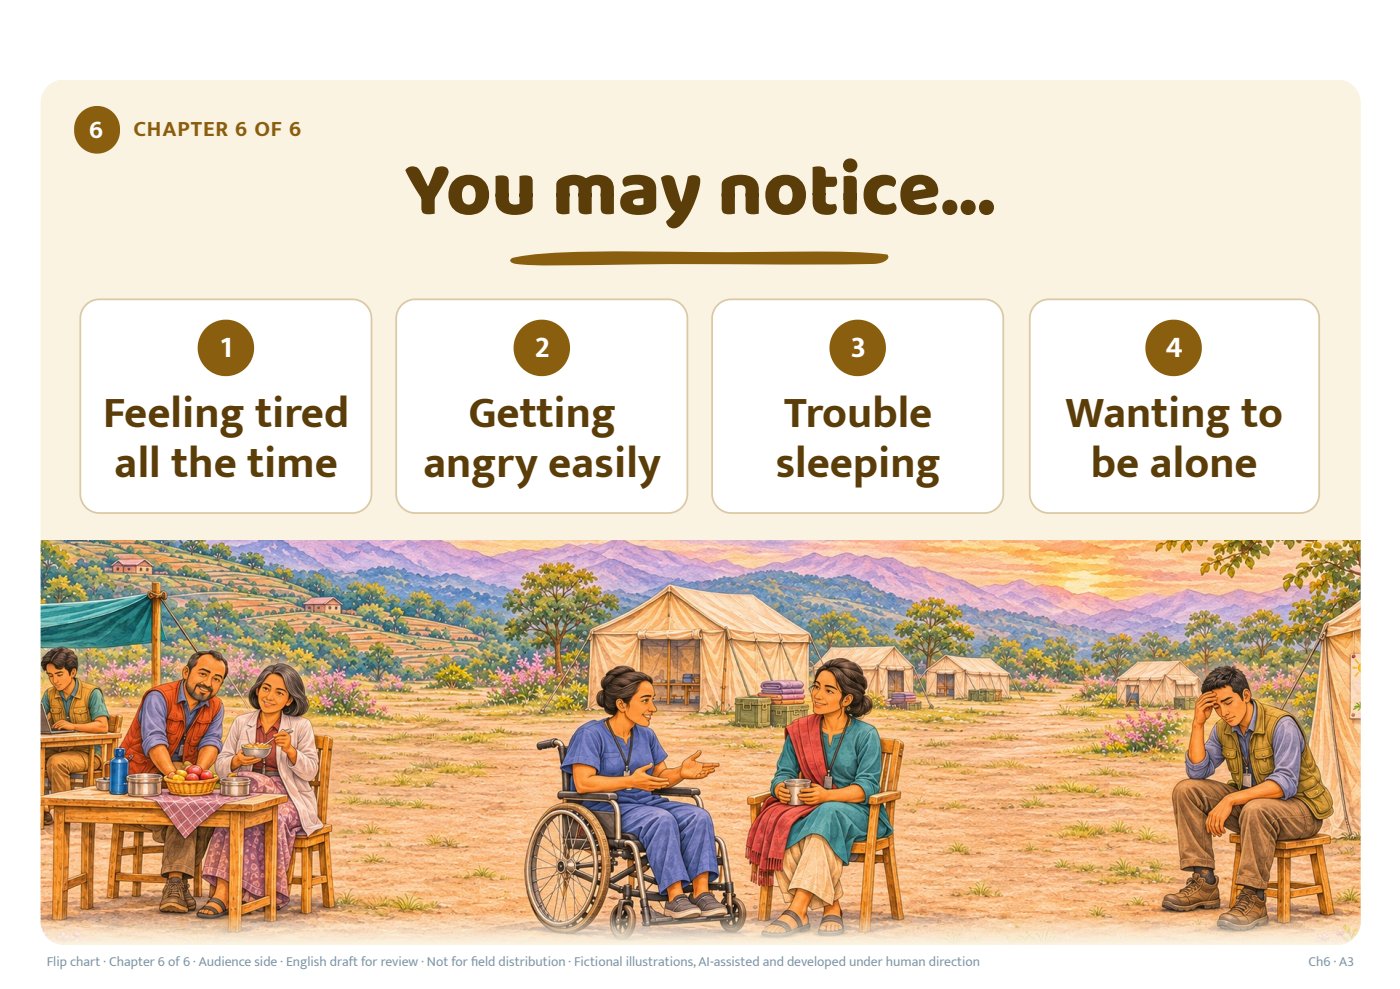 6 CHAPTER 6 OF 6
You may notice...
1
Feeling tired
all the time
2
Getting
angry easily
3
Trouble
sleeping
4
Wanting to
be alone
Flip chart · Chapter 6 of 6 · Audience side · English draft for review · Not for field distribution · Fictional illustrations, AI-assisted and developed under human direction
Ch6 · A3